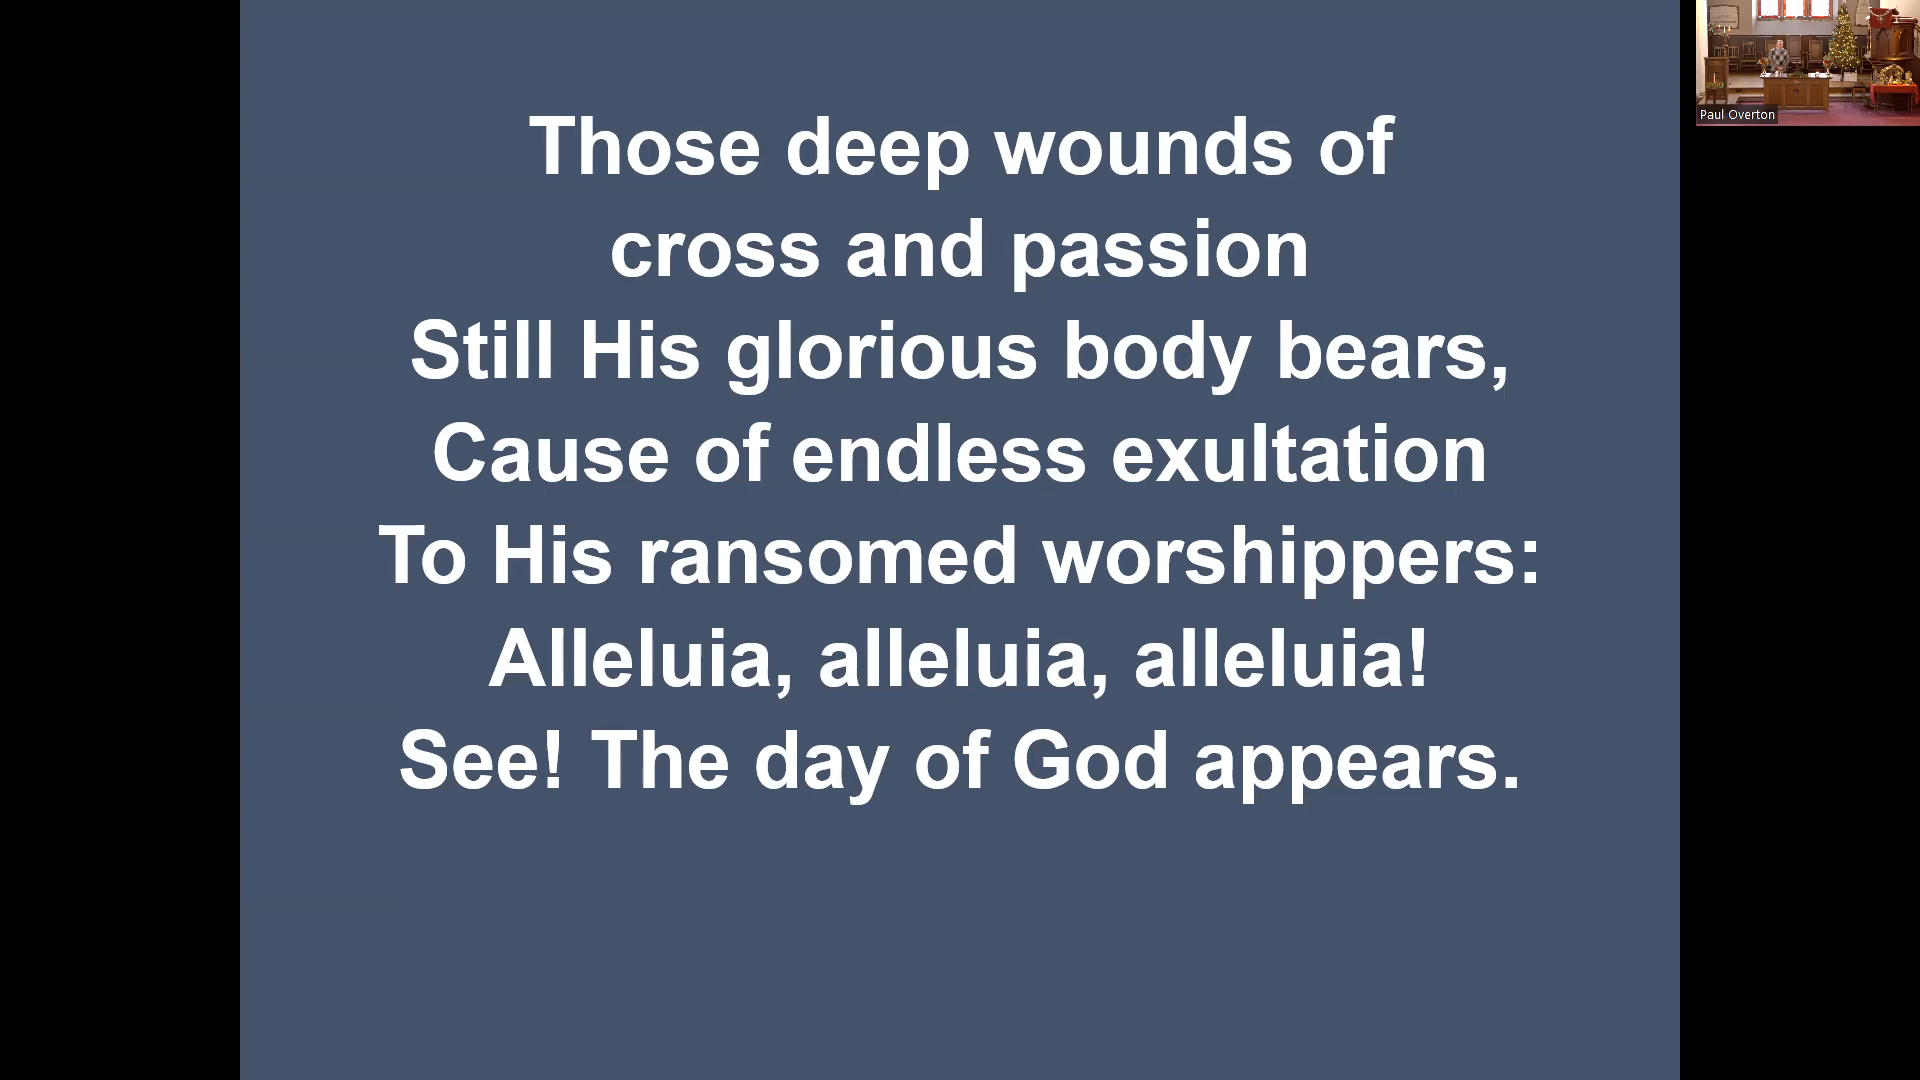 Those deep wounds of
cross and passion
Still His glorious body bears,
Cause of endless exultation
To His ransomed worshippers:
Alleluia, alleluia, alleluia!
See! The day of God appears.
Paul Overton